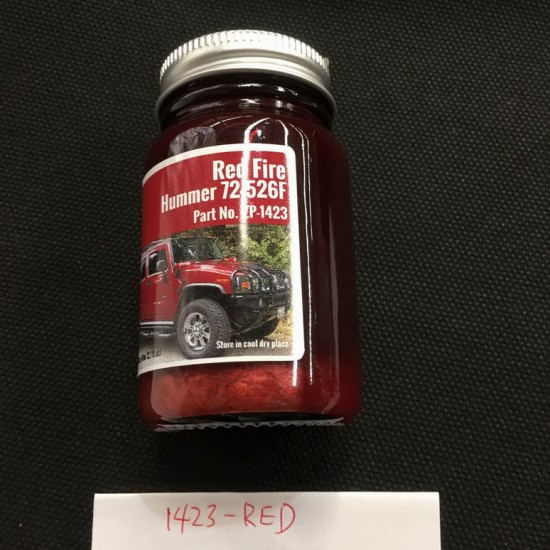 Red Fire
Hummer 72/526F
Part No. ZP-1423
Store in cool dry place
1423-RED